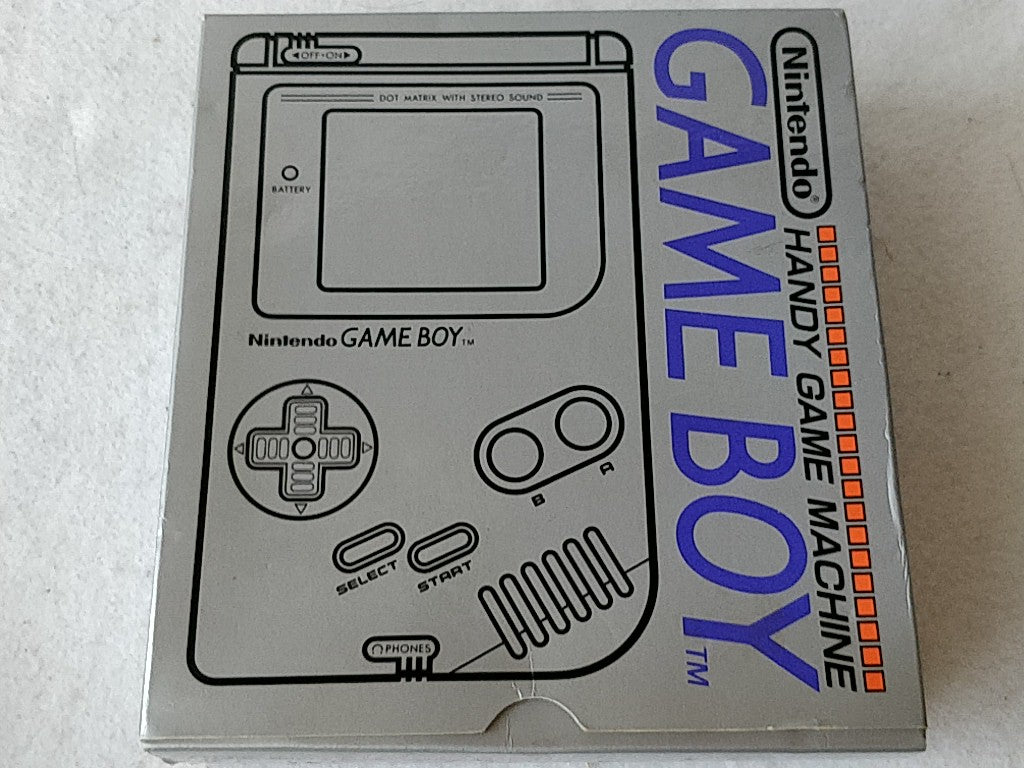 ◀OFF•ON▶
DOT MATRIX WITH STEREO SOUND
BATTERY
Nintendo GAME BOY™
A
B
SELECT
START
PHONES
Nintendo®
HANDY GAME MACHINE
GAME BOY™